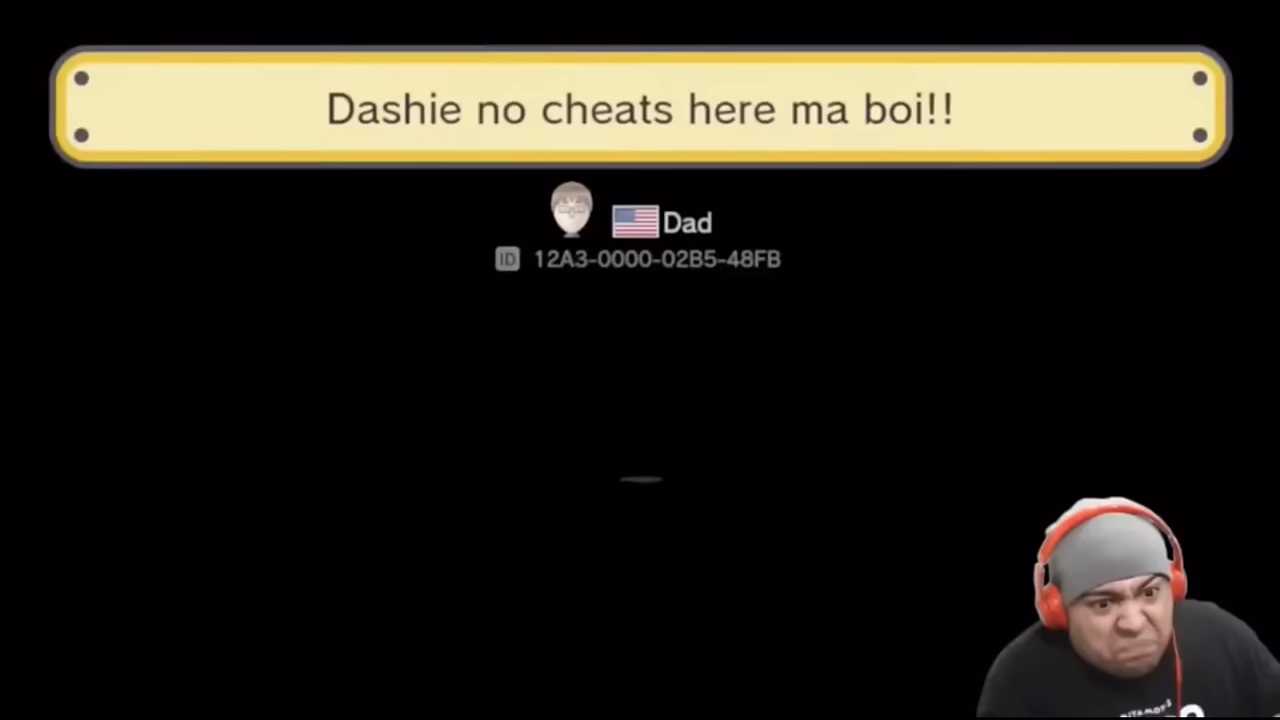 Dashie no cheats here ma boi!!
Dad
ID 12A3-0000-02B5-48FB